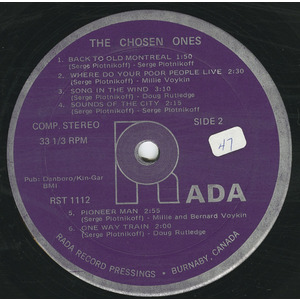 THE CHOSEN ONES
1. BACK TO OLD MONTREAL 1:50
(Serge Plotnikoff) - Serge Plotnikoff
2. WHERE DO YOUR POOR PEOPLE LIVE 2:30
(Serge Plotnikoff) - Millie Voykin
3. SONG IN THE WIND 3:10
(Serge Plotnikoff) - Doug Rutledge
4. SOUNDS OF THE CITY 2:15
(Serge Plotnikoff) - Serge Plotnikoff
COMP STEREO
SIDE 2
33 1/3 RPM
47
RADA
Pub: Danboro/Kin-Gar
BMI
RST 1112
5. PIONEER MAN 2:55
(Serge Plotnikoff) - Millie and Bernard Voykin
6. ONE WAY TRAIN 2:00
(Serge Plotnikoff) - Doug Rutledge
RADA RECORD PRESSINGS - BURNABY, CANADA